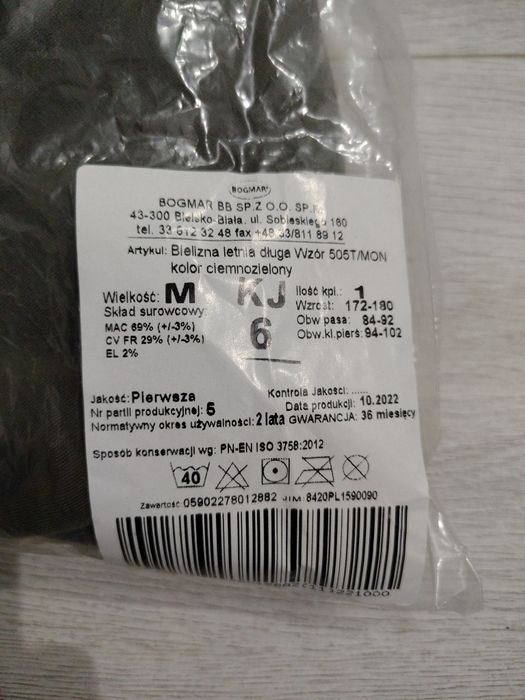 BOGMAR
BOGMAR BB SP.Z O.O. SP.
43-300 Bielsko-Biała. ul. Sobieskiego 180
tel. 33 812 32 48 fax +48 33/811 89 12
Artykuł: Bielizna letnia długa Wzór 505T/MON
kolor ciemnozielony
Wielkość: M KJ Ilość kpl.: 1
Skład surowcowy: 6 Wzrost: 172-180
MAC 69% (+/-3%) Obw pasa: 84-92
CV FR 29% (+/-3%) Obw.kl.pierś: 94-102
EL 2%
Jakość: Pierwsza Kontrola Jakości: ......
Nr partii produkcyjnej: 6 Data produkcji: 10.2022
Normatywny okres używalności: 2 lata GWARANCJA: 36 miesięcy
Sposób konserwacji wg: PN-EN ISO 3758:2012
40
Zawartość: 05902278012882 JIM: 8420PL1590090